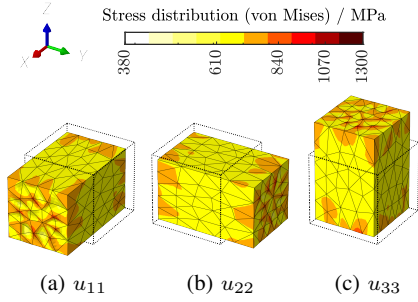 Stress distribution (von Mises) / MPa
Z
Y
X
380
610
840
1070
1300
(a) u11
(b) u22
(c) u33